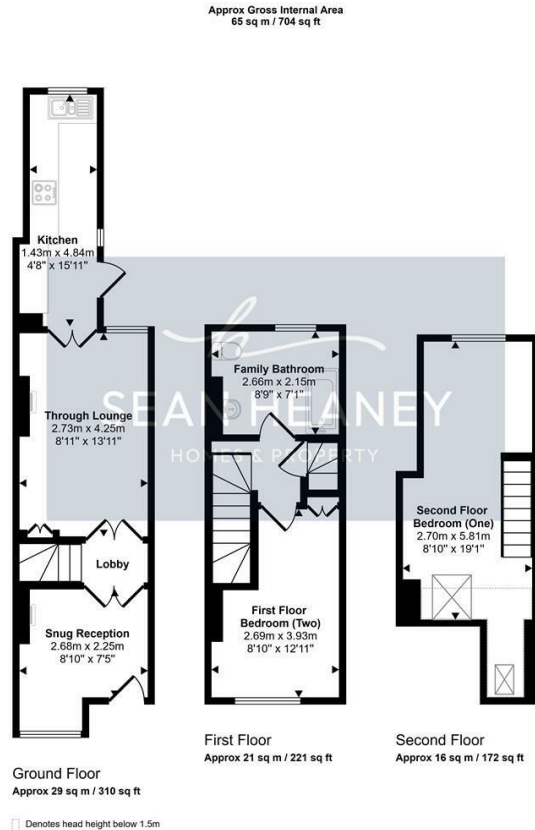 Approx Gross Internal Area
65 sq m / 704 sq ft
Kitchen
1.43m x 4.84m
4'8" x 15'11"
Through Lounge
2.73m x 4.25m
8'11" x 13'11"
Lobby
Snug Reception
2.68m x 2.25m
8'10" x 7'5"
Ground Floor
Approx 29 sq m / 310 sq ft
Family Bathroom
2.66m x 2.15m
8'9" x 7'1"
SEAN HEANEY
HOMES & PROPERTY
First Floor
Bedroom (Two)
2.69m x 3.93m
8'10" x 12'11"
First Floor
Approx 21 sq m / 221 sq ft
Second Floor
Bedroom (One)
2.70m x 5.81m
8'10" x 19'1"
Second Floor
Approx 16 sq m / 172 sq ft
Denotes head height below 1.5m